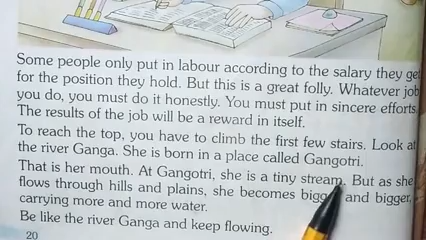 Some people only put in labour according to the salary they get
for the position they hold. But this is a great folly. Whatever job
you do, you must do it honestly. You must put in sincere efforts.
The results of the job will be a reward in itself.
To reach the top, you have to climb the first few stairs. Look at
the river Ganga. She is born in a place called Gangotri.
That is her mouth. At Gangotri, she is a tiny stream. But as she
flows through hills and plains, she becomes bigger and bigger,
carrying more and more water.
Be like the river Ganga and keep flowing.
20